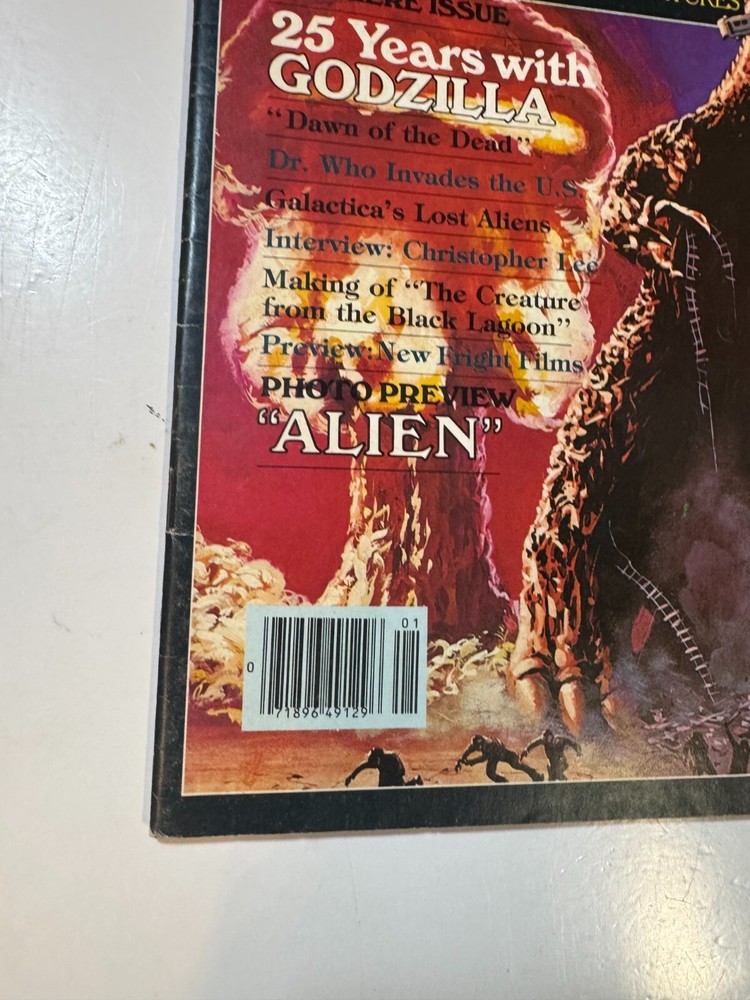 ISSUE
25 Years with
GODZILLA
"Dawn of the Dead"
Dr. Who Invades the U.S.
Galactica's Lost Aliens
Interview: Christopher Lee
Making of "The Creature
from the Black Lagoon"
Preview: New Fright Films
PHOTO PREVIEW
"ALIEN"
01
0
71896 49129